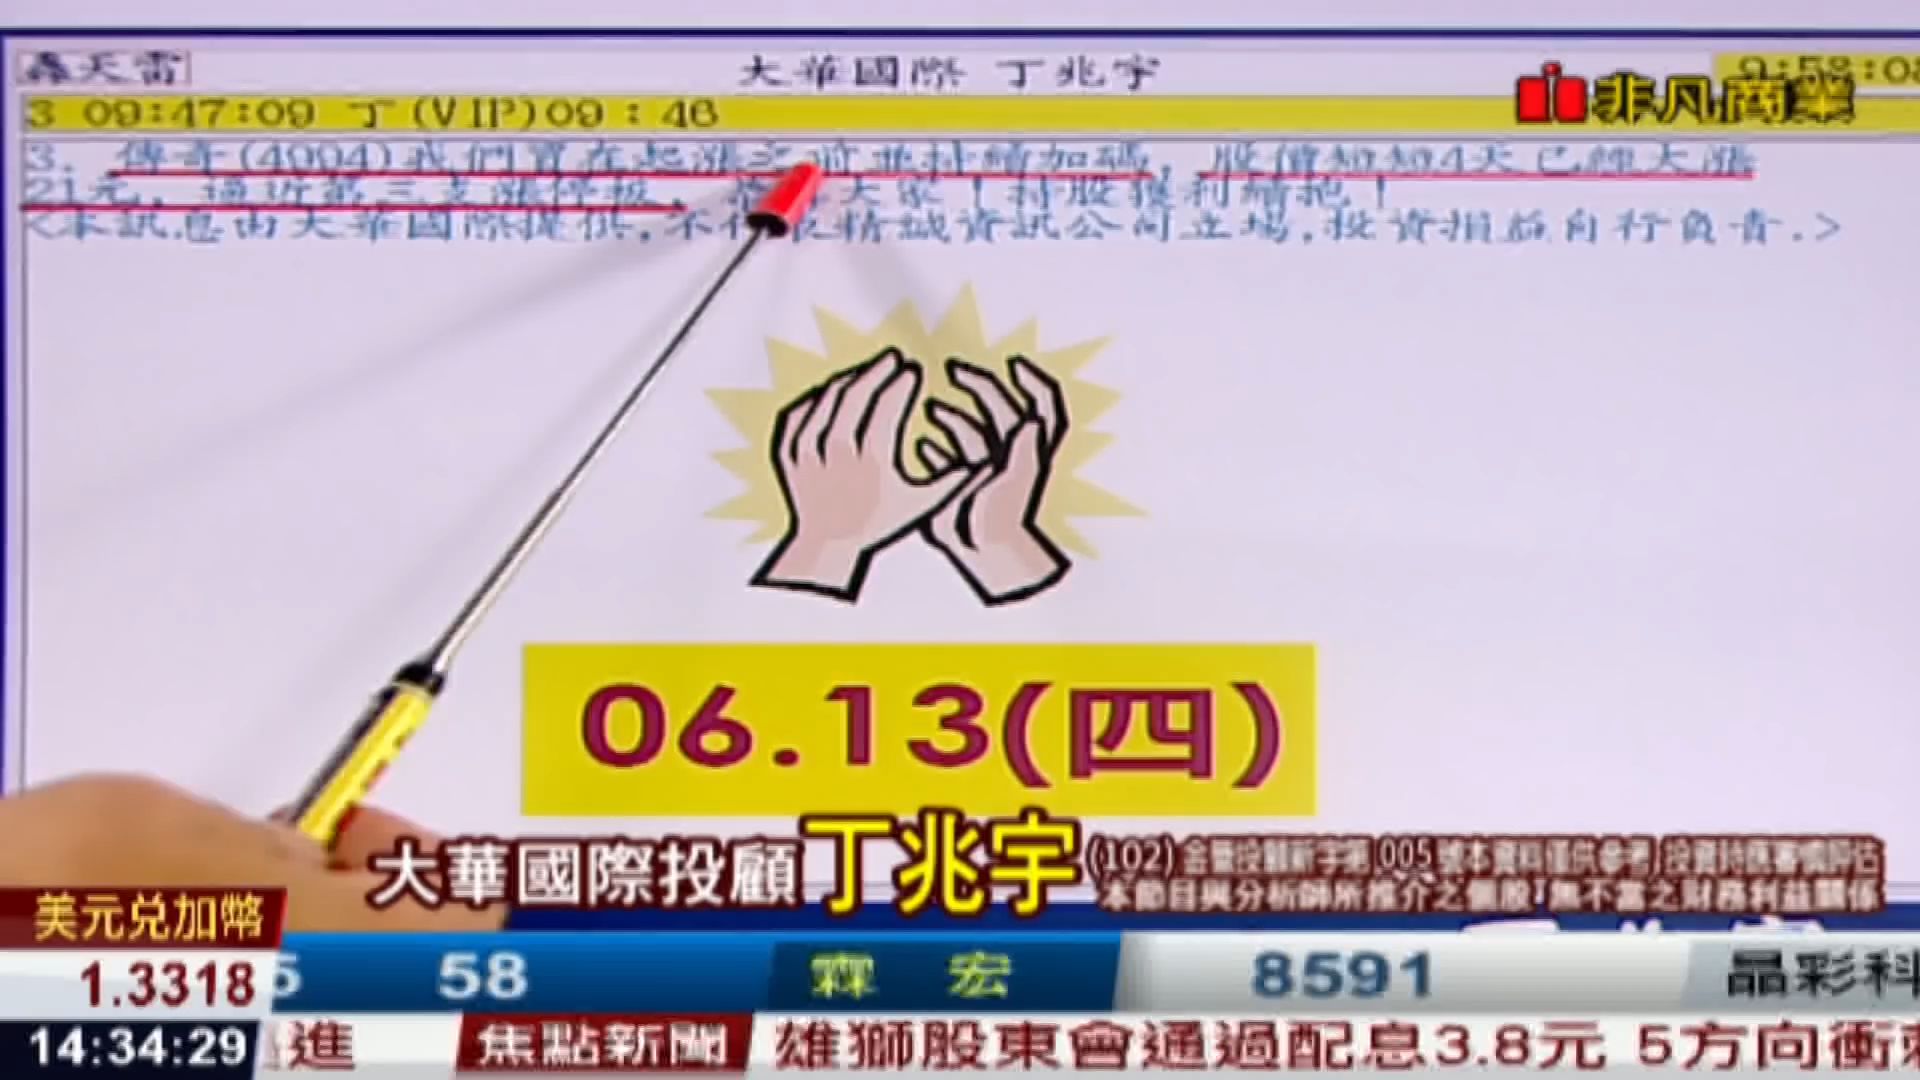 轟天雷
大華國際 丁兆宇
9:58:08
非凡商業
3 09:47:09 丁(VIP)09:46
3. 傳奇(4994)我們買在起漲之前並持續加碼, 股價短短4天已經大漲
21元, 逼近第三支漲停板, 恭喜大家!持股獲利續抱!
<本訊息由大華國際提供,不代表精誠資訊公司立場,投資損益自行負責.>
06.13(四)
大華國際投顧 丁兆宇
(102)金管投顧新字第005號本資料僅供參考,投資時應審慎評估
本節目與分析師所推介之個股「無不當之財務利益關係
美元兌加幣
1.3318
58 霖宏 8591 晶彩科
14:34:29
進 焦點新聞 雄獅股東會通過配息3.8元 5方向衝刺